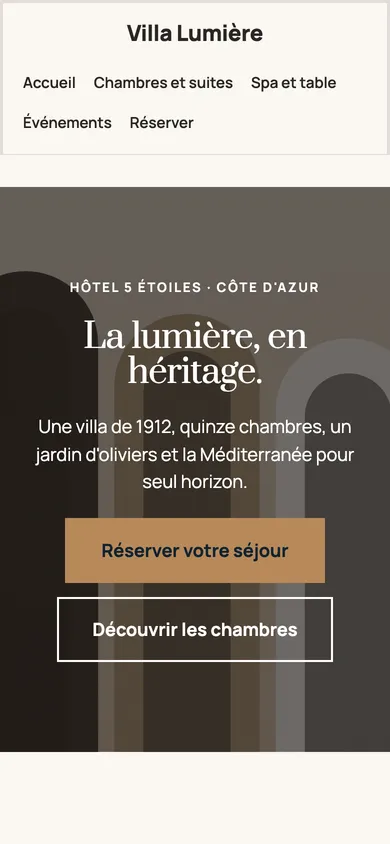 Villa Lumière
Accueil Chambres et suites Spa et table
Événements Réserver
HÔTEL 5 ÉTOILES · CÔTE D'AZUR
La lumière, en
héritage.
Une villa de 1912, quinze chambres, un
jardin d'oliviers et la Méditerranée pour
seul horizon.
Réserver votre séjour
Découvrir les chambres